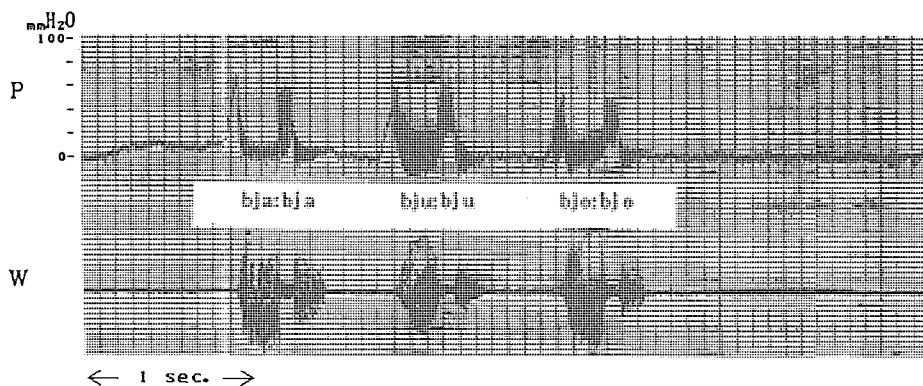 mmH₂O
100-
P
0-
bja:bja bju:bju bjo:bjo
W
← 1 sec. →